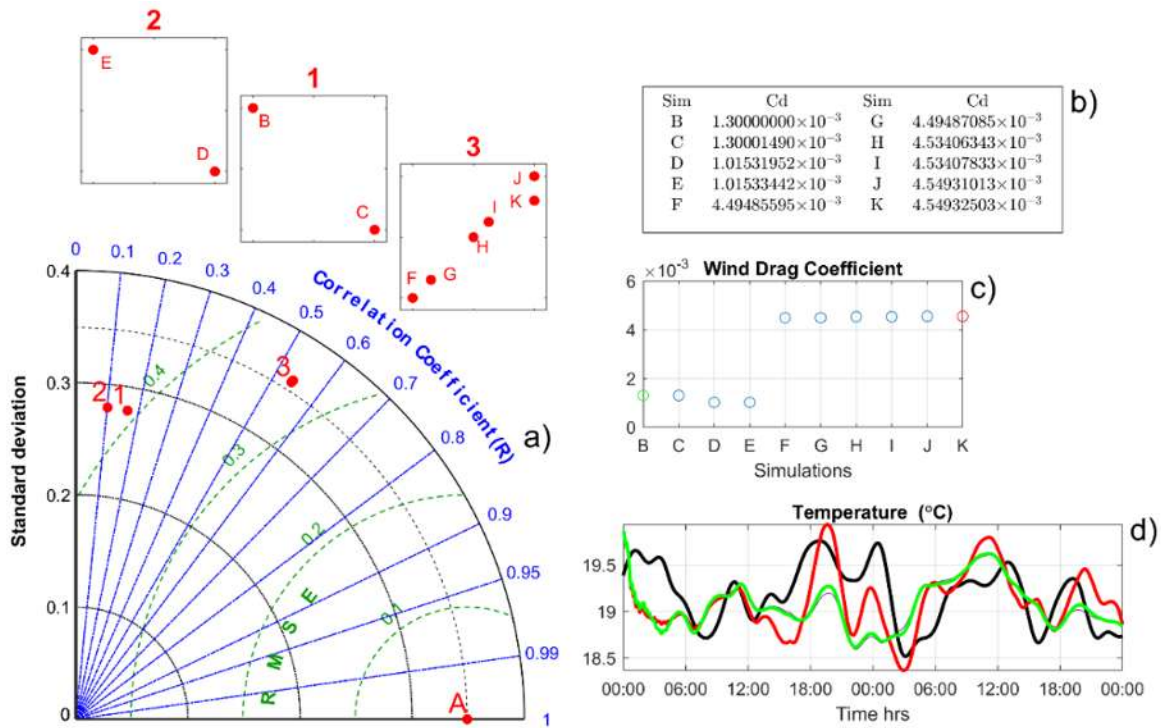 2
E
D
1
B
C
3
J
K
I
H
F
G
b)
Sim Cd Sim Cd
B 1.30000000×10⁻³ G 4.49487085×10⁻³
C 1.30001490×10⁻³ H 4.53406343×10⁻³
D 1.01531952×10⁻³ I 4.53407833×10⁻³
E 1.01533442×10⁻³ J 4.54931013×10⁻³
F 4.49485595×10⁻³ K 4.54932503×10⁻³
a)
Standard deviation
0.4
0.3
0.2
0.1
0
0 0.1 0.2 0.3 0.4 0.5 0.6 0.7 0.8 0.9 0.95 0.99 1
Correlation Coefficient (R)
0.4
0.3
0.2
0.1
R M S E
2 1
3
A
c)
Wind Drag Coefficient
×10⁻³
6
4
2
0
B C D E F G H I J K
Simulations
d)
Temperature (°C)
19.5
19
18.5
00:00 06:00 12:00 18:00 00:00 06:00 12:00 18:00 00:00
Time hrs